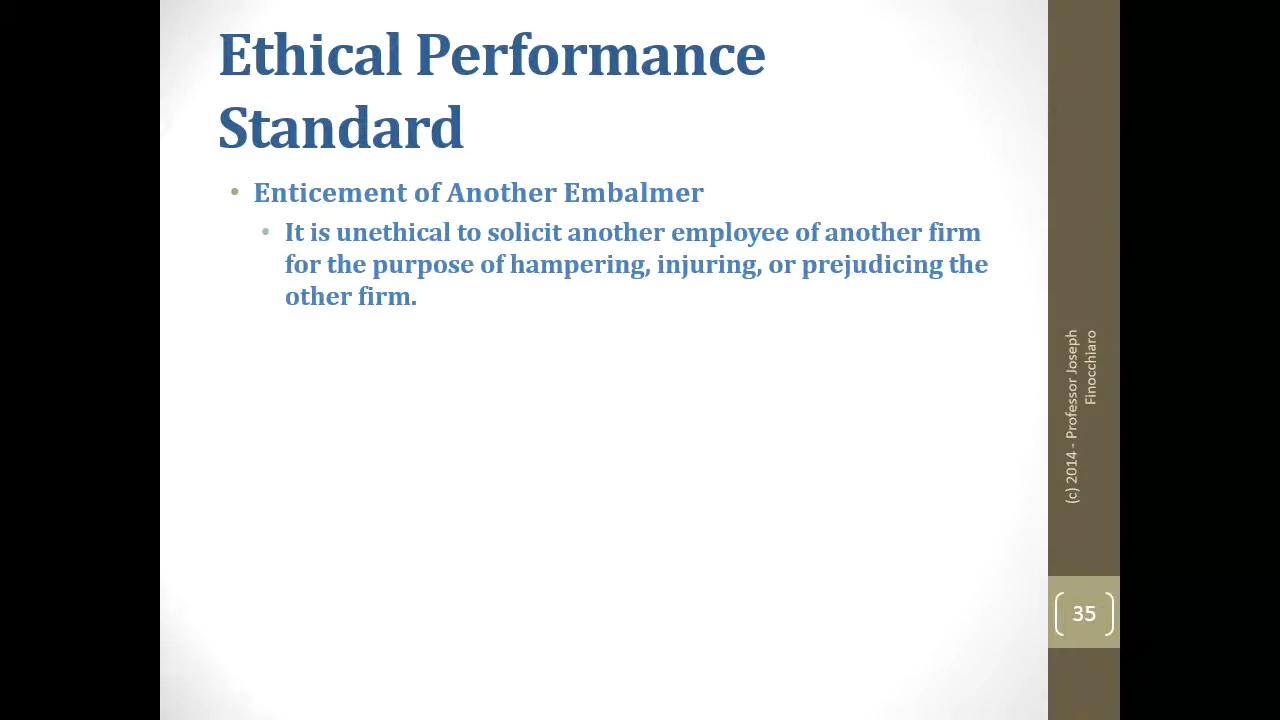 Ethical Performance
Standard
• Enticement of Another Embalmer
• It is unethical to solicit another employee of another firm
for the purpose of hampering, injuring, or prejudicing the
other firm.
(c) 2014 - Professor Joseph
Finocchiaro
35